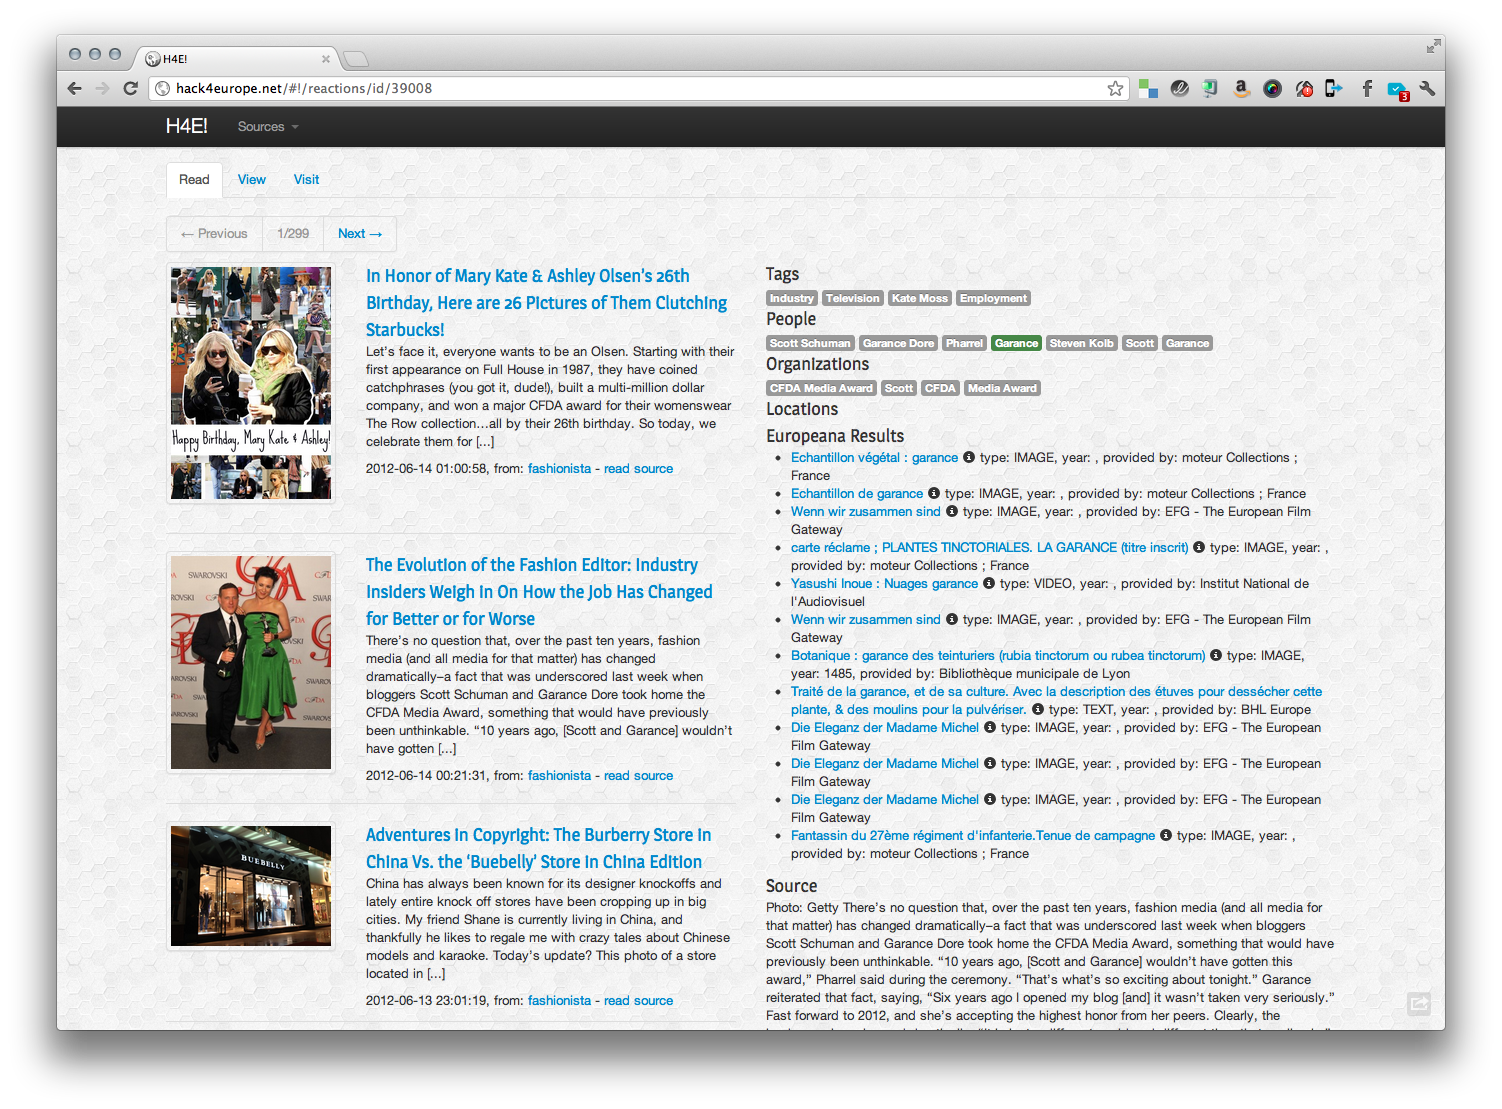 H4E!
hack4europe.net/#!/reactions/id/39008
3
H4E!
Sources
Read
View
Visit
← Previous
1/299
Next →
Happy Birthday, Mary Kate & Ashley!
In Honor of Mary Kate & Ashley Olsen's 26th
Birthday, Here are 26 Pictures of Them Clutching
Starbucks!
Let's face it, everyone wants to be an Olsen. Starting with their
first appearance on Full House in 1987, they have coined
catchphrases (you got it, dude!), built a multi-million dollar
company, and won a major CFDA award for their womenswear
The Row collection…all by their 26th birthday. So today, we
celebrate them for [...]
2012-06-14 01:00:58, from: fashionista - read source
SWAROVSKI
SWAROVSKI
The Evolution of the Fashion Editor: Industry
Insiders Weigh In On How the Job Has Changed
for Better or for Worse
There's no question that, over the past ten years, fashion
media (and all media for that matter) has changed
dramatically–a fact that was underscored last week when
bloggers Scott Schuman and Garance Dore took home the
CFDA Media Award, something that would have previously
been unthinkable. “10 years ago, [Scott and Garance] wouldn't
have gotten [...]
2012-06-14 00:21:31, from: fashionista - read source
BUEBELLY
Adventures in Copyright: The Burberry Store in
China Vs. the ‘Buebelly’ Store in China Edition
China has always been known for its designer knockoffs and
lately entire knock off stores have been cropping up in big
cities. My friend Shane is currently living in China, and
thankfully he likes to regale me with crazy tales about Chinese
models and karaoke. Today's update? This photo of a store
located in [...]
2012-06-13 23:01:19, from: fashionista - read source
Tags
Industry Television Kate Moss Employment
People
Scott Schuman Garance Dore Pharrel Garance Steven Kolb Scott Garance
Organizations
CFDA Media Award Scott CFDA Media Award
Locations
Europeana Results
Echantillon végétal : garance type: IMAGE, year: , provided by: moteur Collections ;
France
Echantillon de garance type: IMAGE, year: , provided by: moteur Collections ; France
Wenn wir zusammen sind type: IMAGE, year: , provided by: EFG - The European Film
Gateway
carte réclame ; PLANTES TINCTORIALES. LA GARANCE (titre inscrit) type: IMAGE, year: ,
provided by: moteur Collections ; France
Yasushi Inoue : Nuages garance type: VIDEO, year: , provided by: Institut National de
l'Audiovisuel
Wenn wir zusammen sind type: IMAGE, year: , provided by: EFG - The European Film
Gateway
Botanique : garance des teinturiers (rubia tinctorum ou rubea tinctorum) type: IMAGE,
year: 1485, provided by: Bibliothèque municipale de Lyon
Traité de la garance, et de sa culture. Avec la description des étuves pour dessécher cette
plante, & des moulins pour la pulvériser. type: TEXT, year: , provided by: BHL Europe
Die Eleganz der Madame Michel type: IMAGE, year: , provided by: EFG - The European
Film Gateway
Die Eleganz der Madame Michel type: IMAGE, year: , provided by: EFG - The European
Film Gateway
Die Eleganz der Madame Michel type: IMAGE, year: , provided by: EFG - The European
Film Gateway
Fantassin du 27ème régiment d'infanterie.Tenue de campagne type: IMAGE, year: ,
provided by: moteur Collections ; France
Source
Photo: Getty There's no question that, over the past ten years, fashion media (and all media for
that matter) has changed dramatically–a fact that was underscored last week when bloggers
Scott Schuman and Garance Dore took home the CFDA Media Award, something that would have
previously been unthinkable. “10 years ago, [Scott and Garance] wouldn't have gotten this
award,” Pharrel said during the ceremony. “That's what's so exciting about tonight.” Garance
reiterated that fact, saying, “Six years ago I opened my blog [and] it wasn't taken very seriously.”
Fast forward to 2012, and she's accepting the highest honor from her peers. Clearly, the